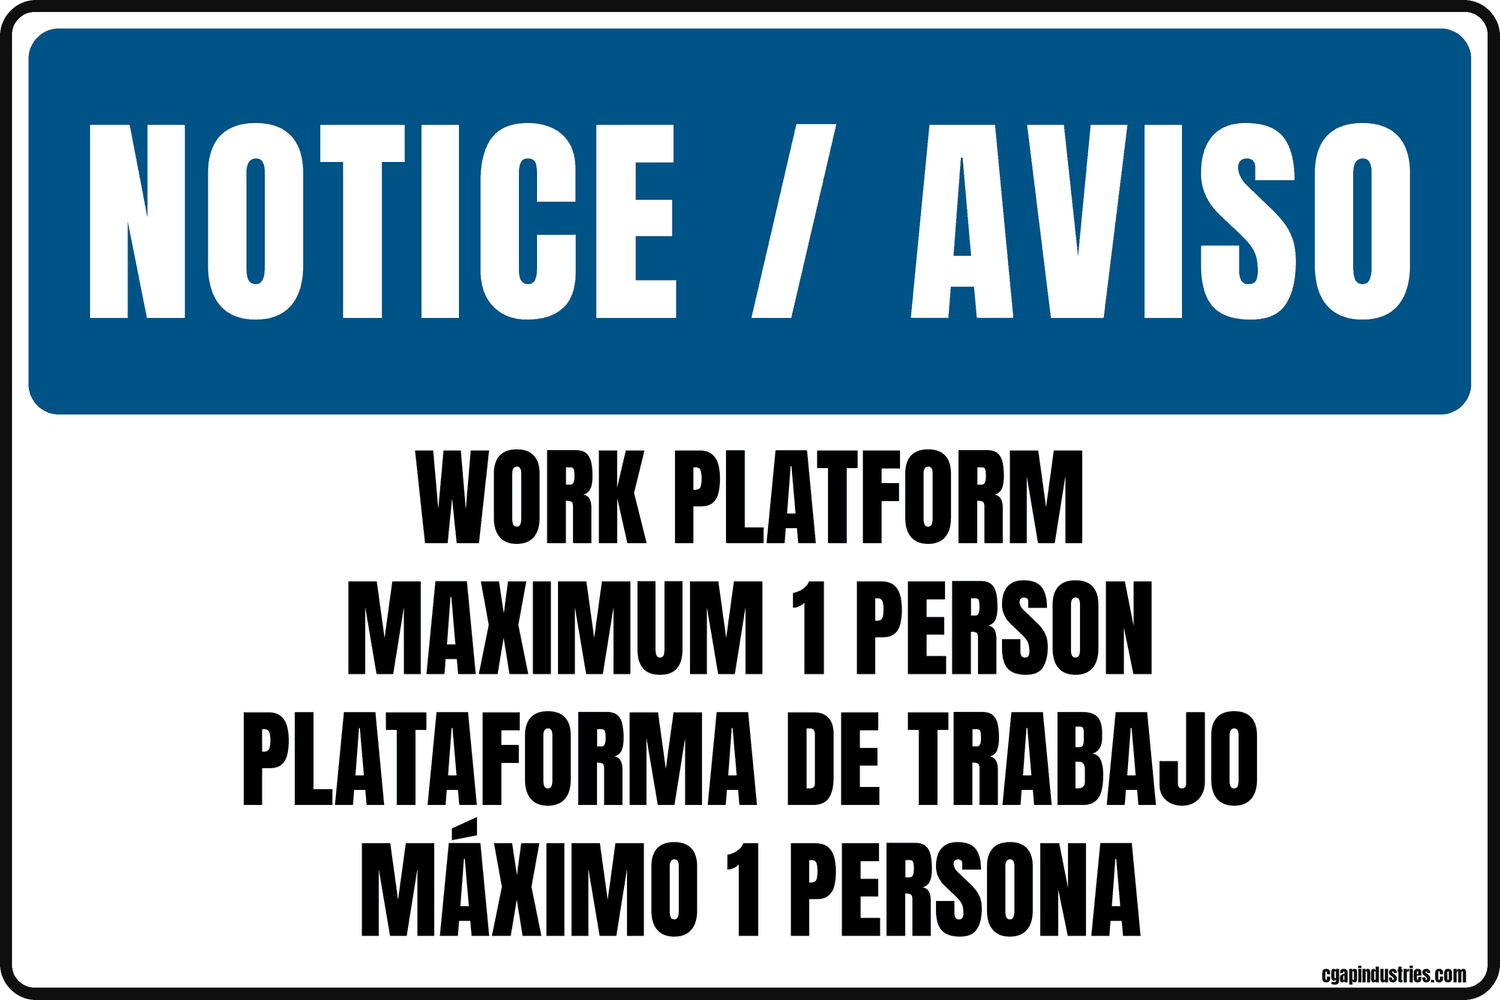 NOTICE / AVISO
WORK PLATFORM
MAXIMUM 1 PERSON
PLATAFORMA DE TRABAJO
MÁXIMO 1 PERSONA
cgapindustries.com